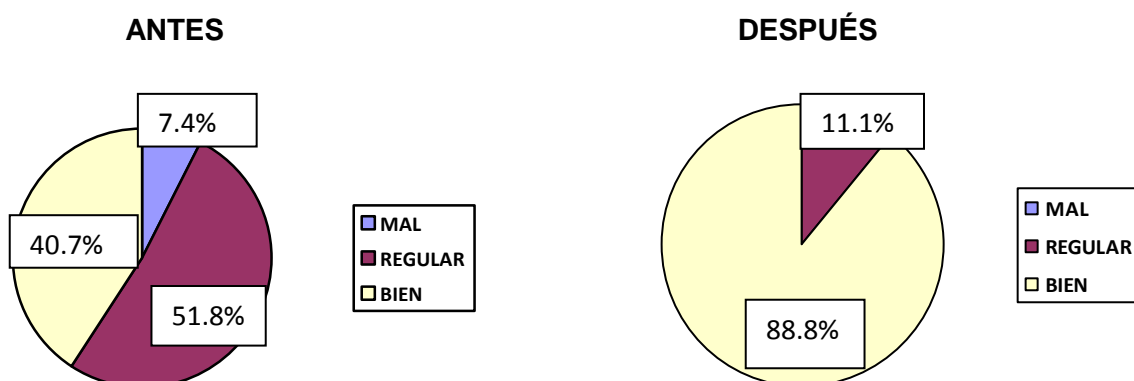 ANTES
7.4%
40.7%
51.8%
MAL
REGULAR
BIEN
DESPUÉS
11.1%
88.8%
MAL
REGULAR
BIEN